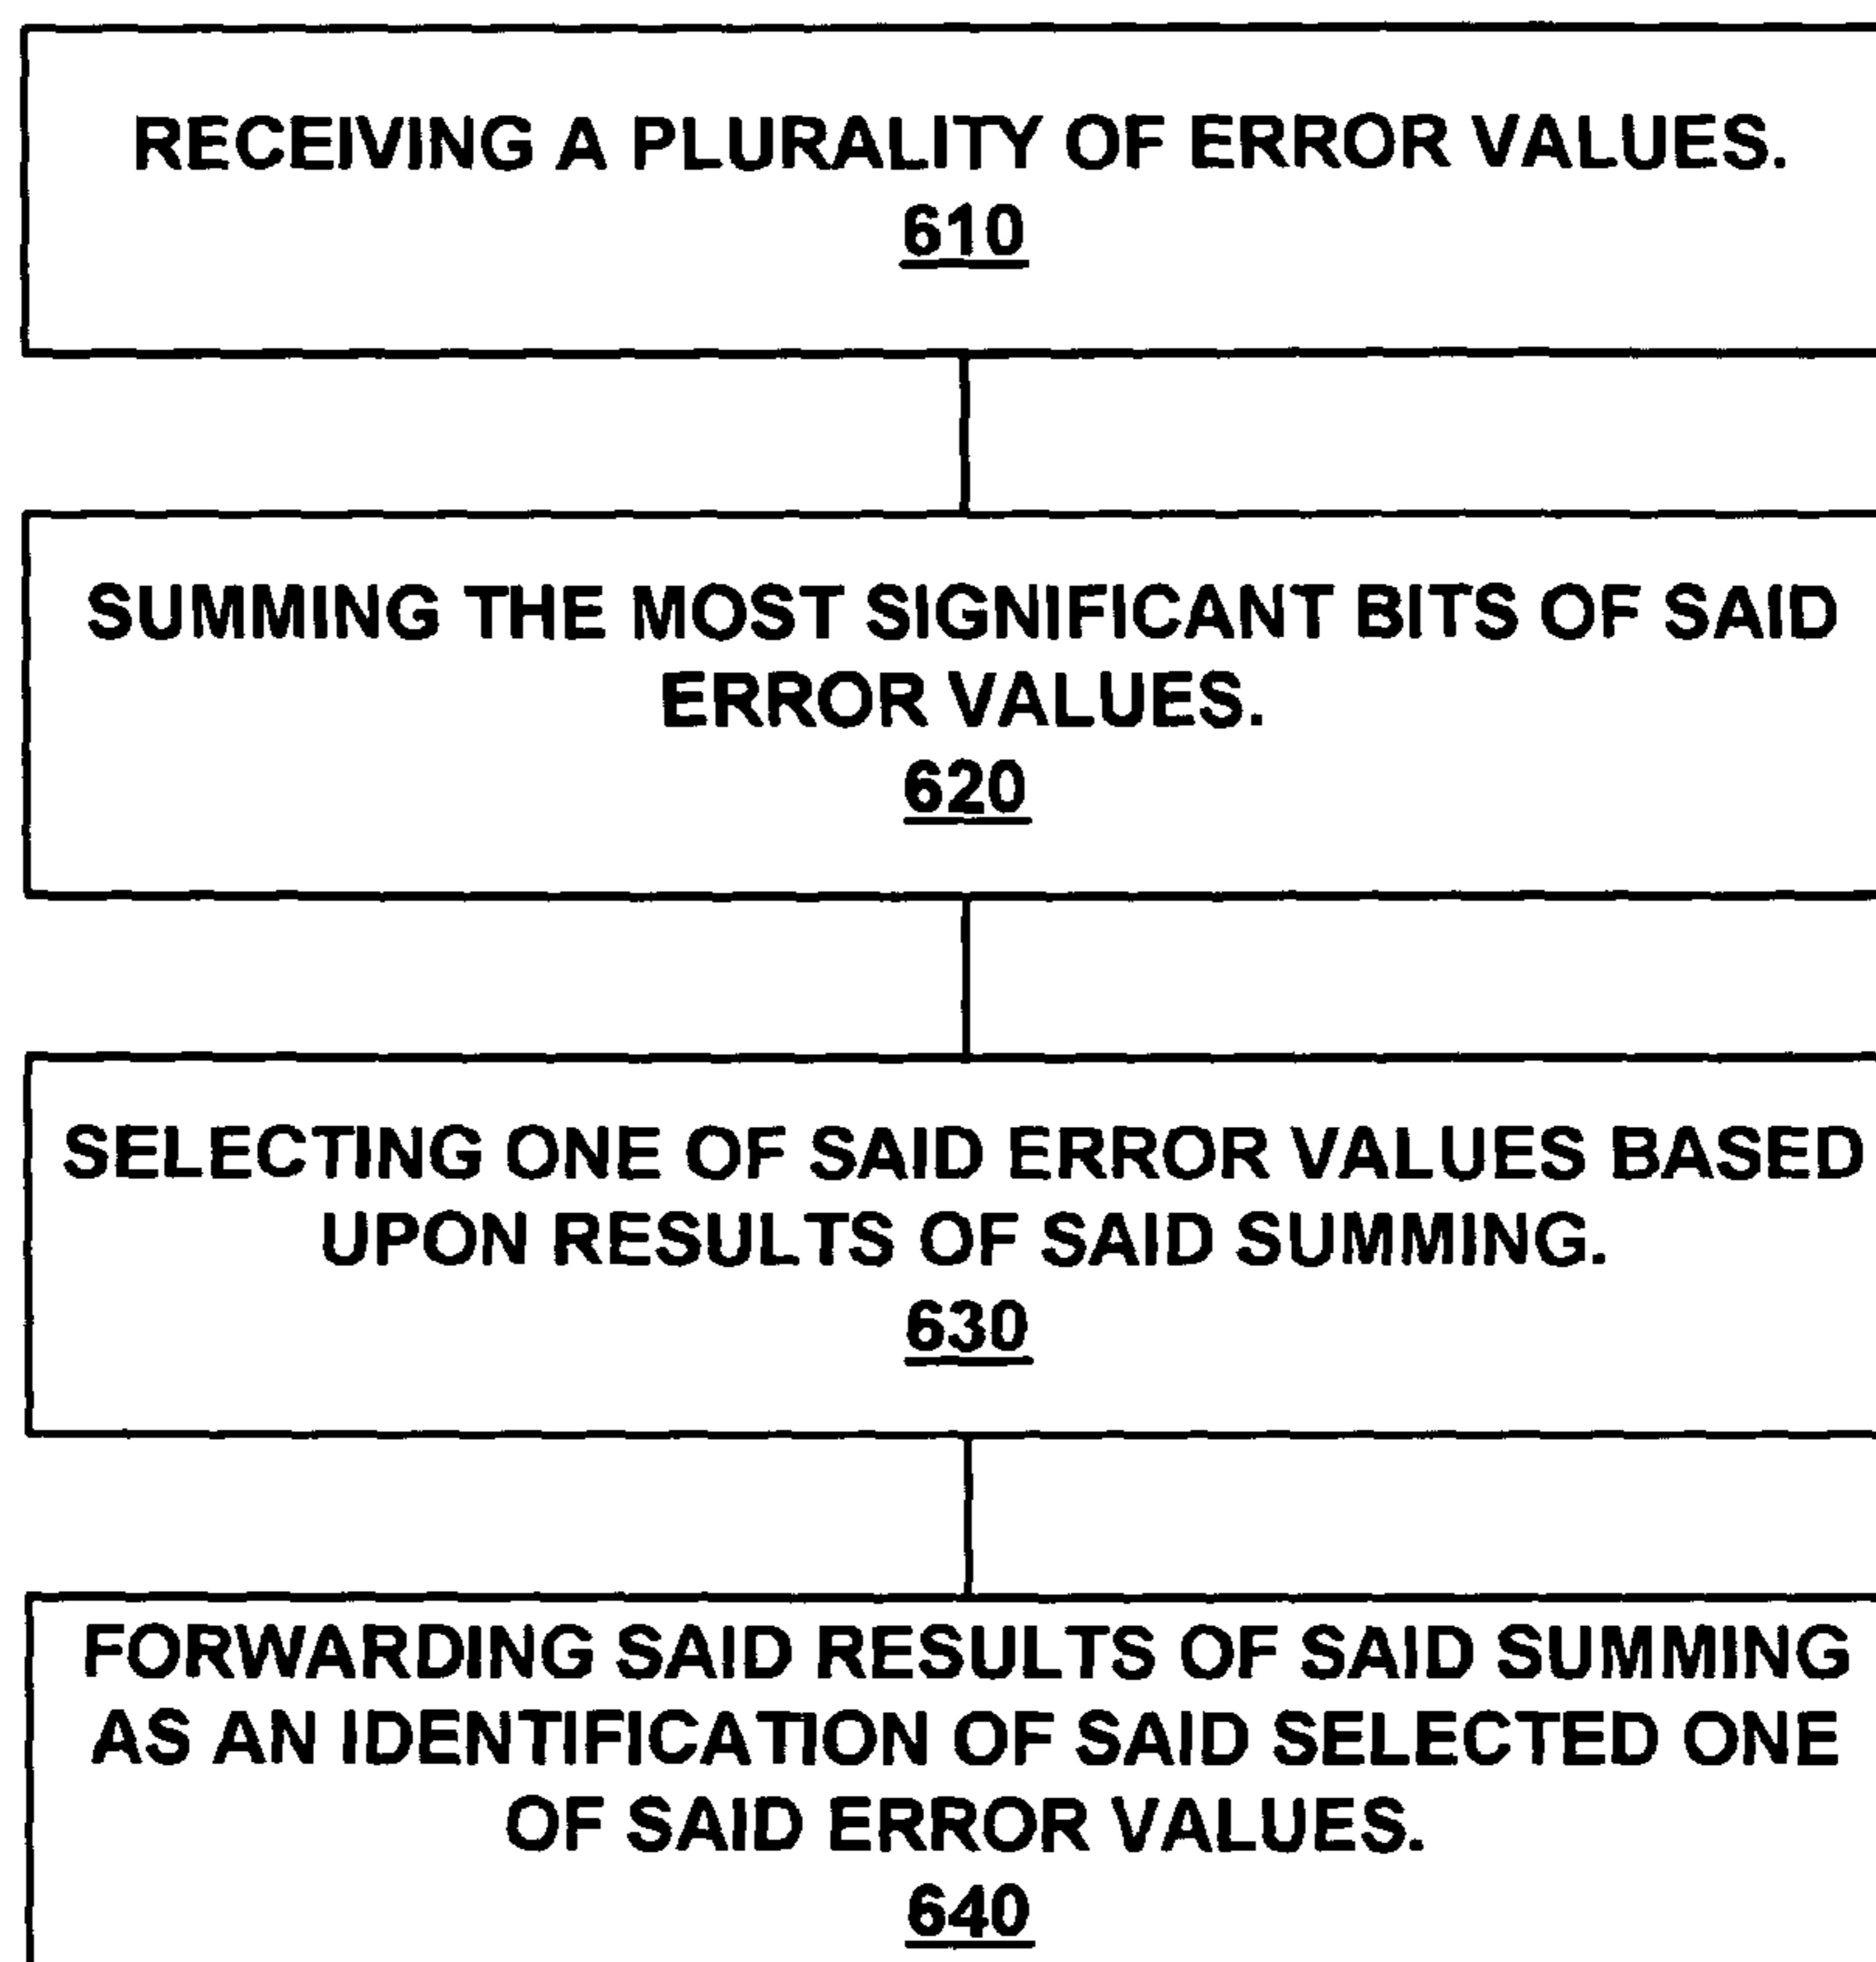 RECEIVING A PLURALITY OF ERROR VALUES.
610
SUMMING THE MOST SIGNIFICANT BITS OF SAID
ERROR VALUES.
620
SELECTING ONE OF SAID ERROR VALUES BASED
UPON RESULTS OF SAID SUMMING.
630
FORWARDING SAID RESULTS OF SAID SUMMING
AS AN IDENTIFICATION OF SAID SELECTED ONE
OF SAID ERROR VALUES.
640